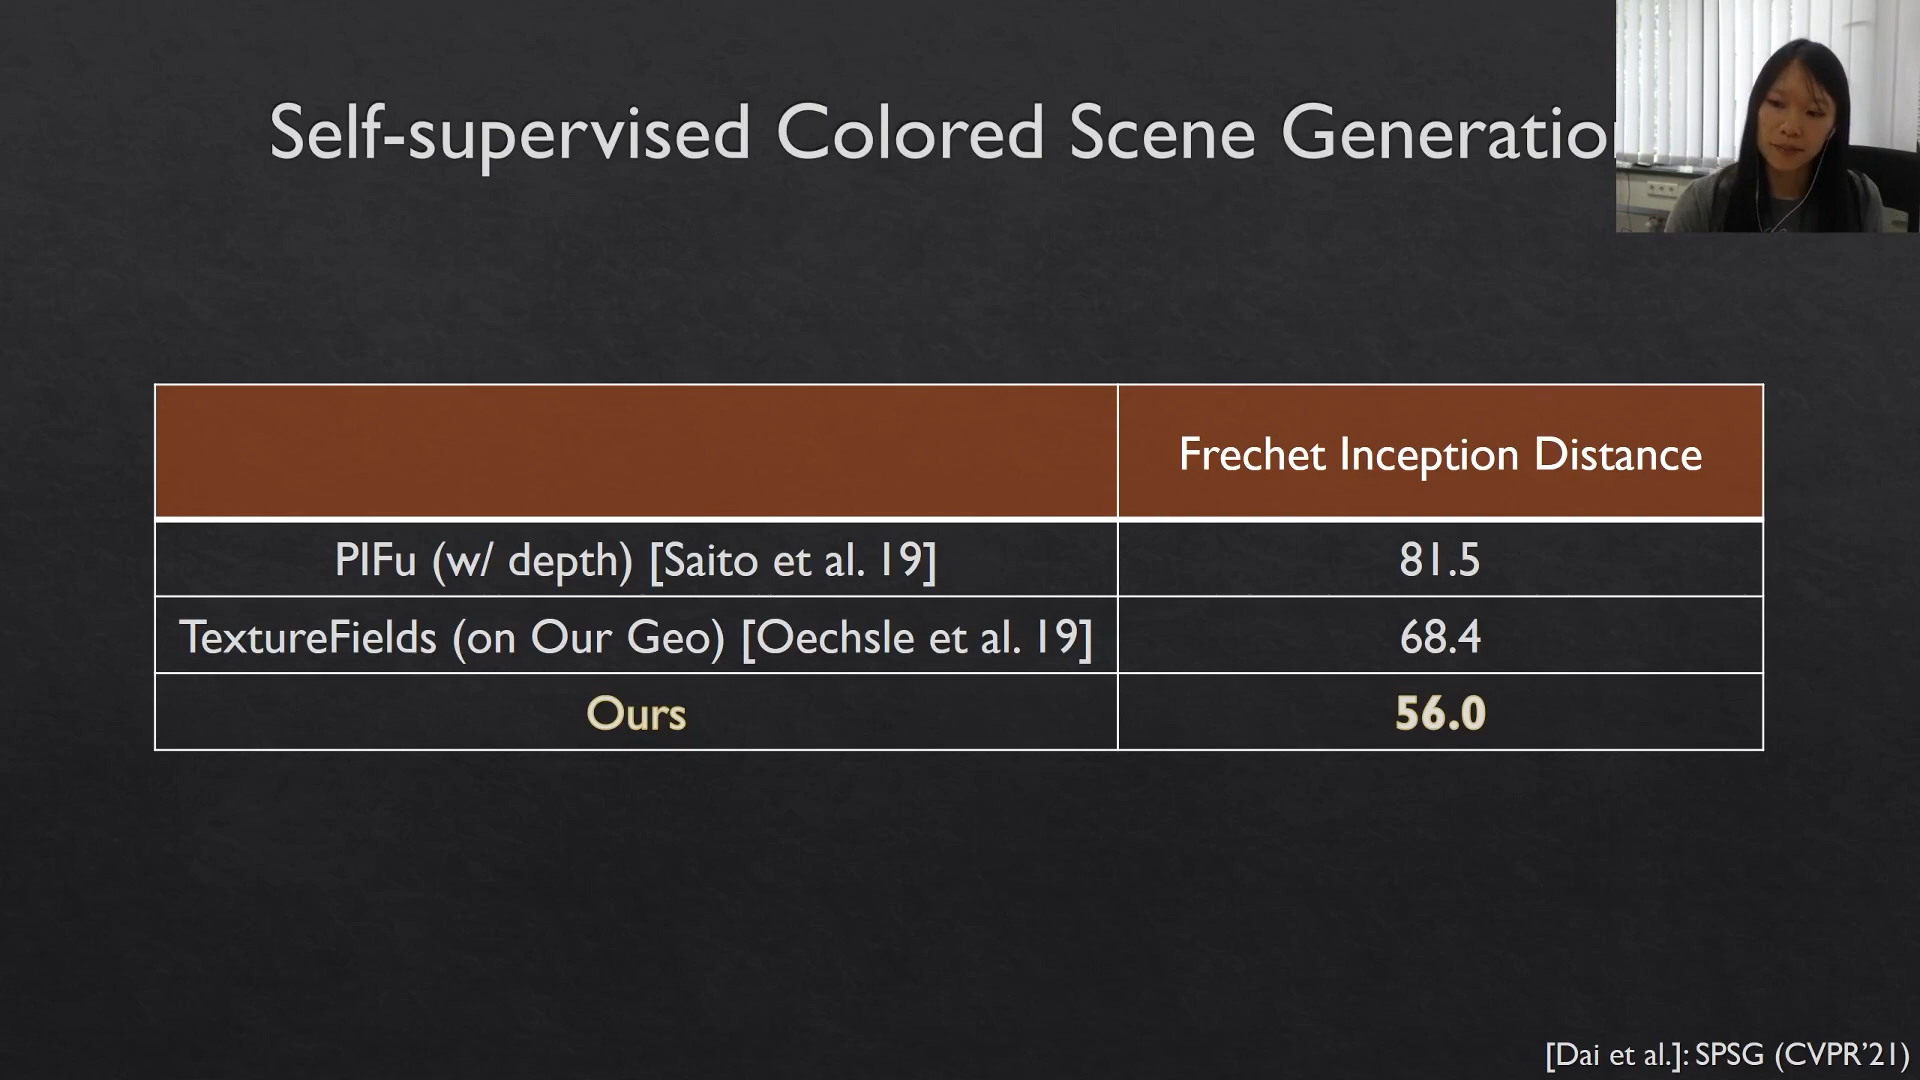 Self-supervised Colored Scene Generation
Frechet Inception Distance
PIFu (w/ depth) [Saito et al. 19] 81.5
TextureFields (on Our Geo) [Oechsle et al. 19] 68.4
Ours 56.0
[Dai et al.]: SPSG (CVPR'21)